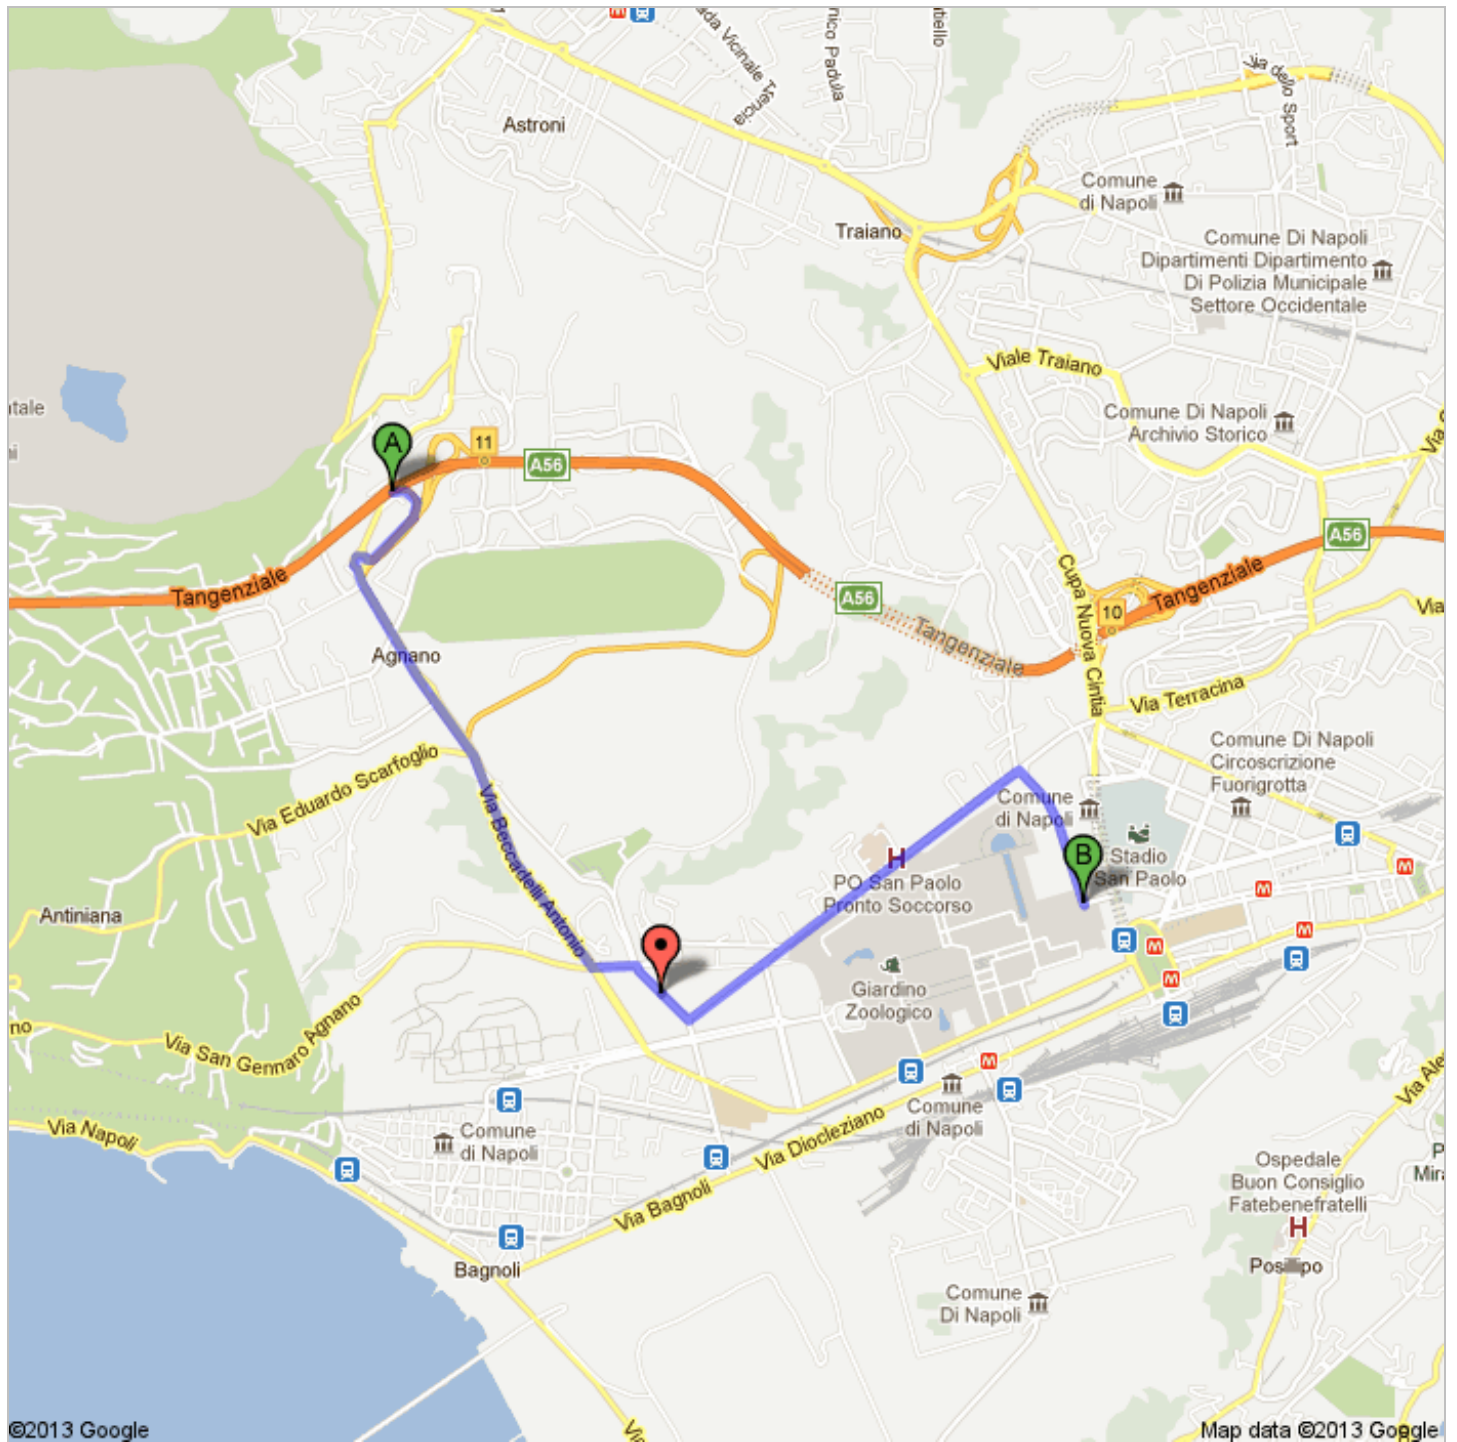 Astroni
Via dello Sport
Comune
di Napoli
Traiano
Comune Di Napoli
Dipartimenti Dipartimento
Di Polizia Municipale
Settore Occidentale
Viale Traiano
Comune Di Napoli
Archivio Storico
A
11
A56
A56
Tangenziale
A56
10
Tangenziale
Tangenziale
Cupa Nuova Cintia
Agnano
Via Terracina
Via Eduardo Scarfoglio
Comune Di Napoli
Circoscrizione
Fuorigrotta
Via Beccadelli Antonio
Comune
di Napoli
B
Stadio
San Paolo
H
PO San Paolo
Pronto Soccorso
Antiniana
Giardino
Zoologico
Via San Gennaro Agnano
Via Napoli
Comune
di Napoli
Comune
di Napoli
Via Diocleziano
Via Bagnoli
Ospedale
Buon Consiglio
Fatebenefratelli
H
Bagnoli
Comune
Di Napoli
©2013 Google
Map data ©2013 Google